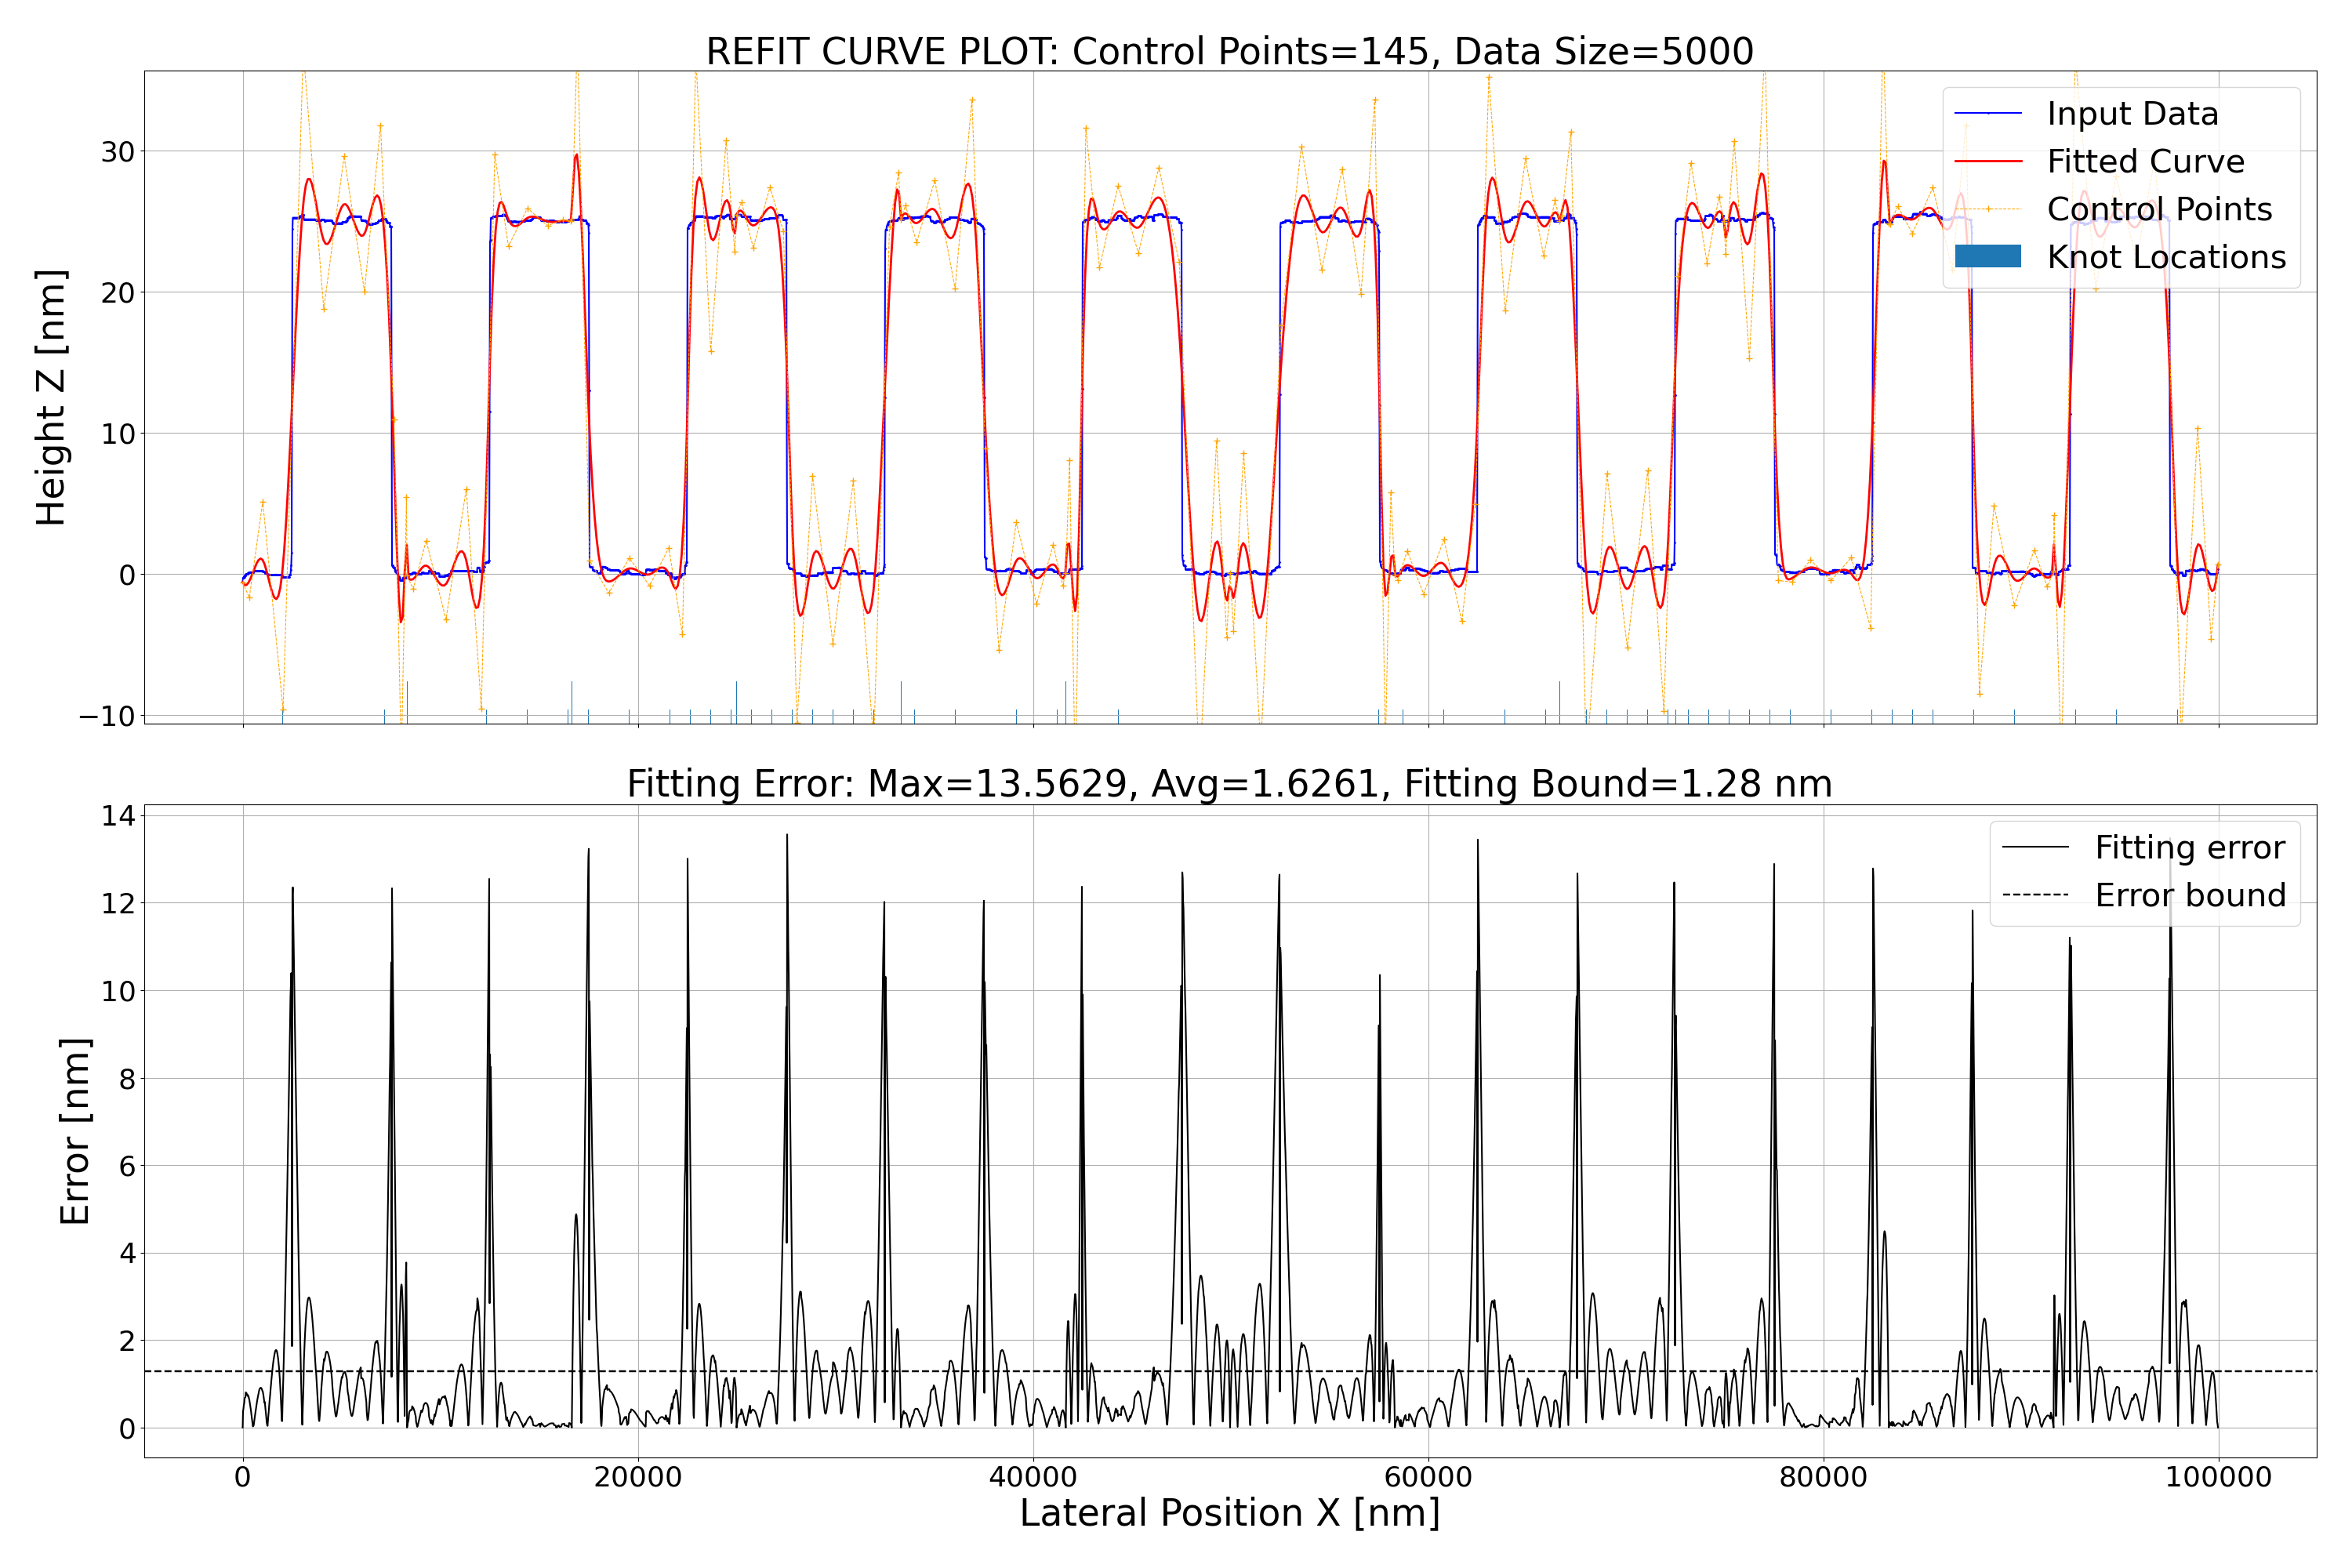 REFIT CURVE PLOT: Control Points=145, Data Size=5000
Height Z [nm]
30
20
10
0
−10
Input Data
Fitted Curve
Control Points
Knot Locations
Fitting Error: Max=13.5629, Avg=1.6261, Fitting Bound=1.28 nm
Error [nm]
14
12
10
8
6
4
2
0
Fitting error
Error bound
0 20000 40000 60000 80000 100000
Lateral Position X [nm]